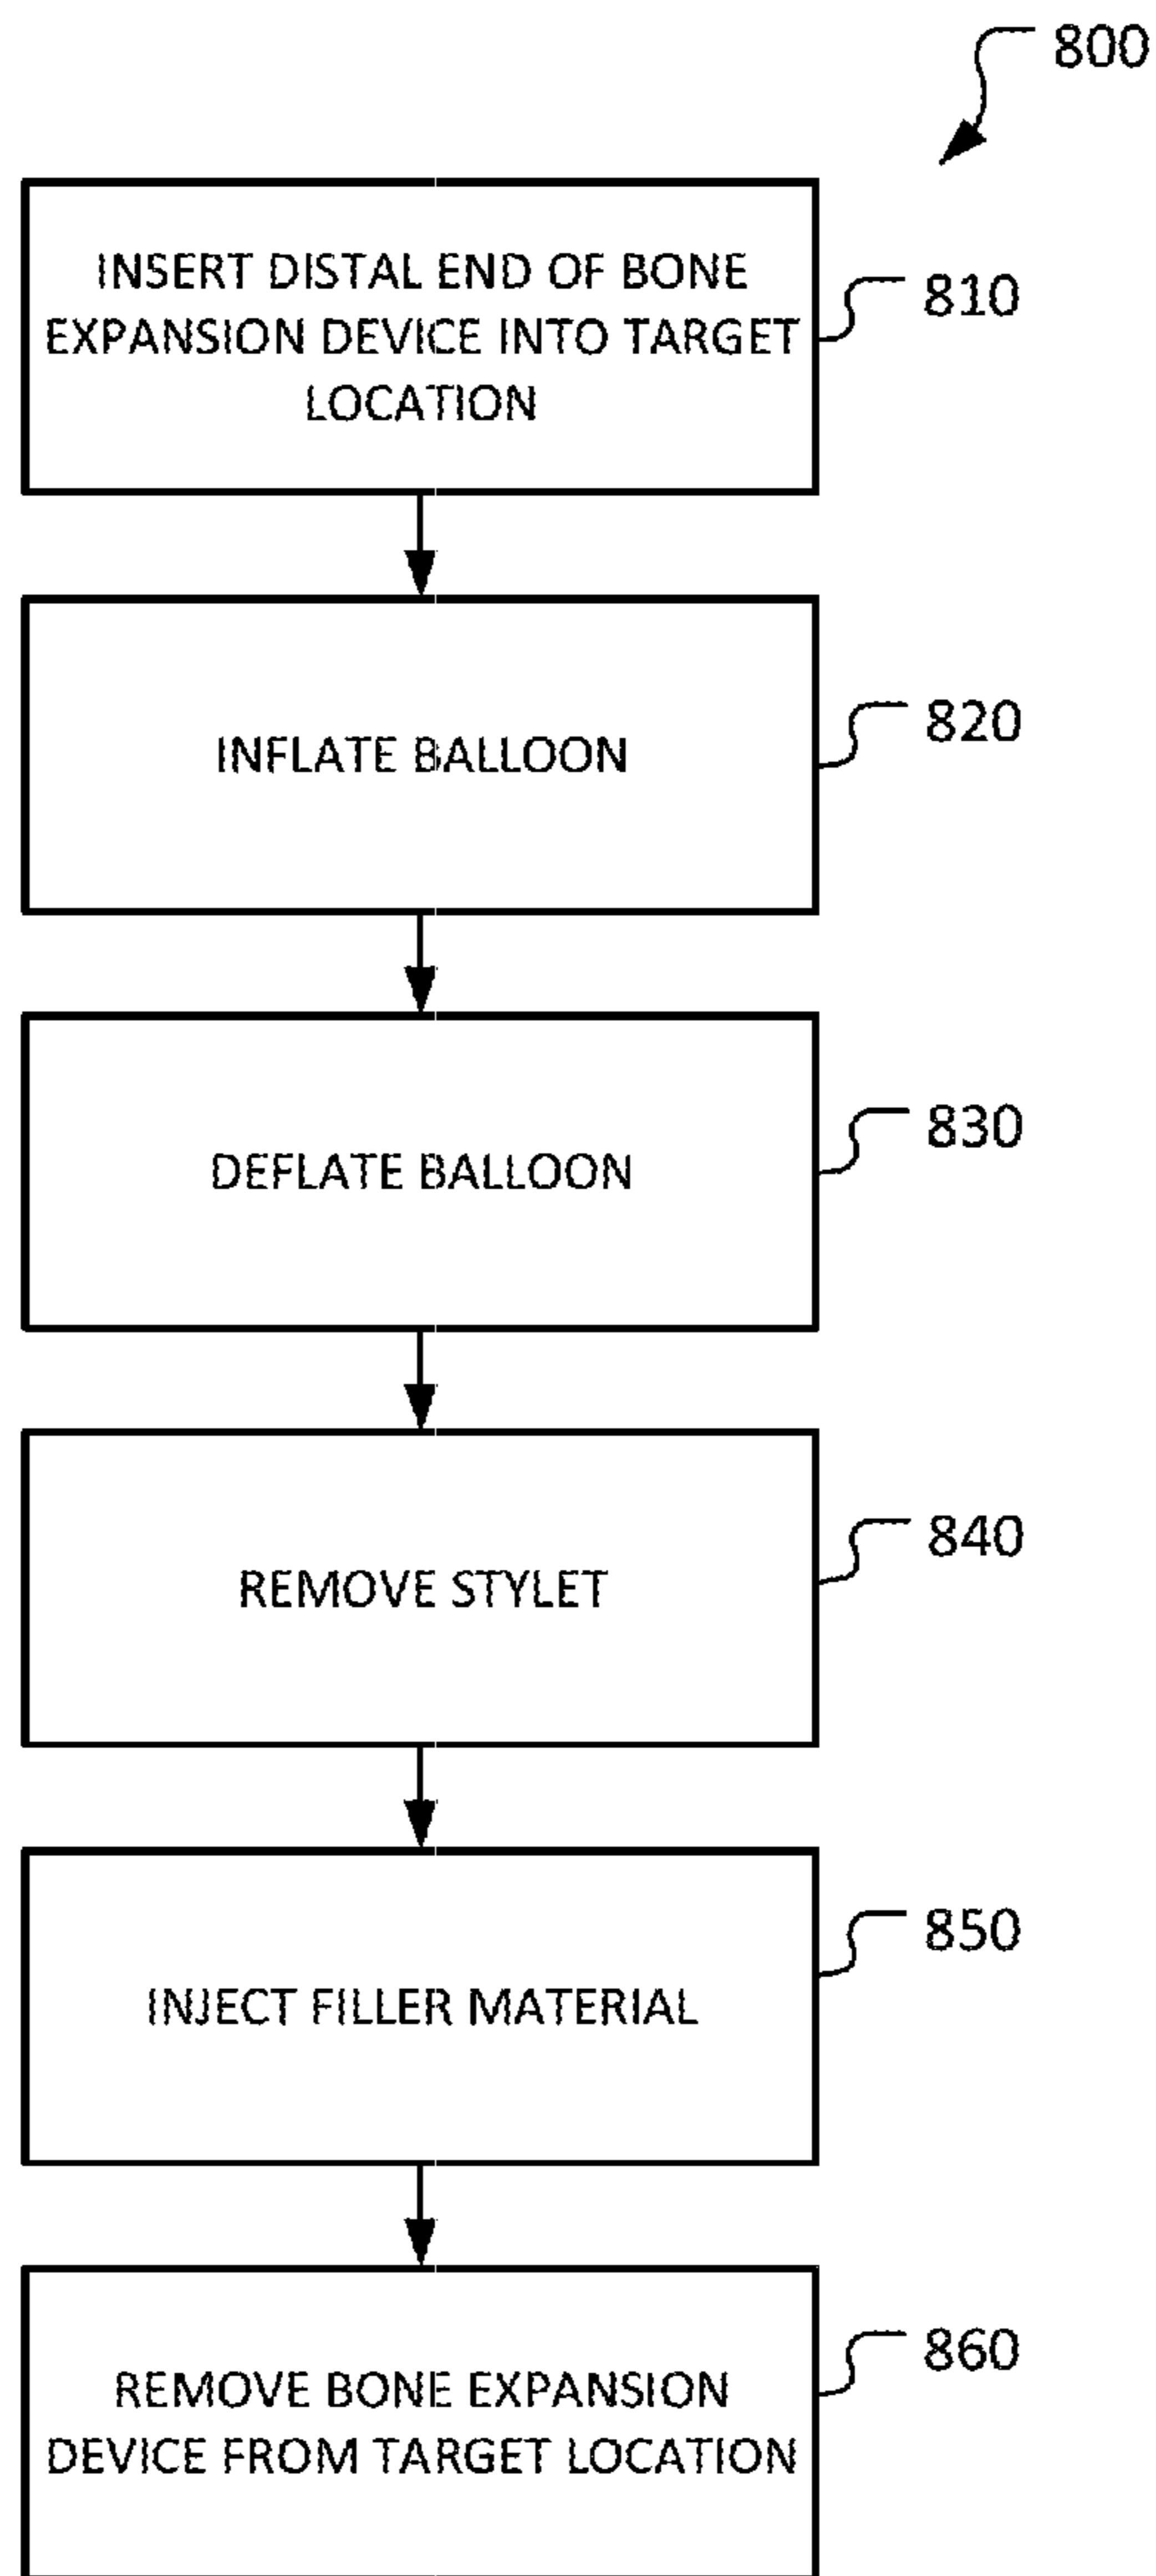 800
INSERT DISTAL END OF BONE
EXPANSION DEVICE INTO TARGET
LOCATION
810
INFLATE BALLOON
820
DEFLATE BALLOON
830
REMOVE STYLET
840
INJECT FILLER MATERIAL
850
REMOVE BONE EXPANSION
DEVICE FROM TARGET LOCATION
860